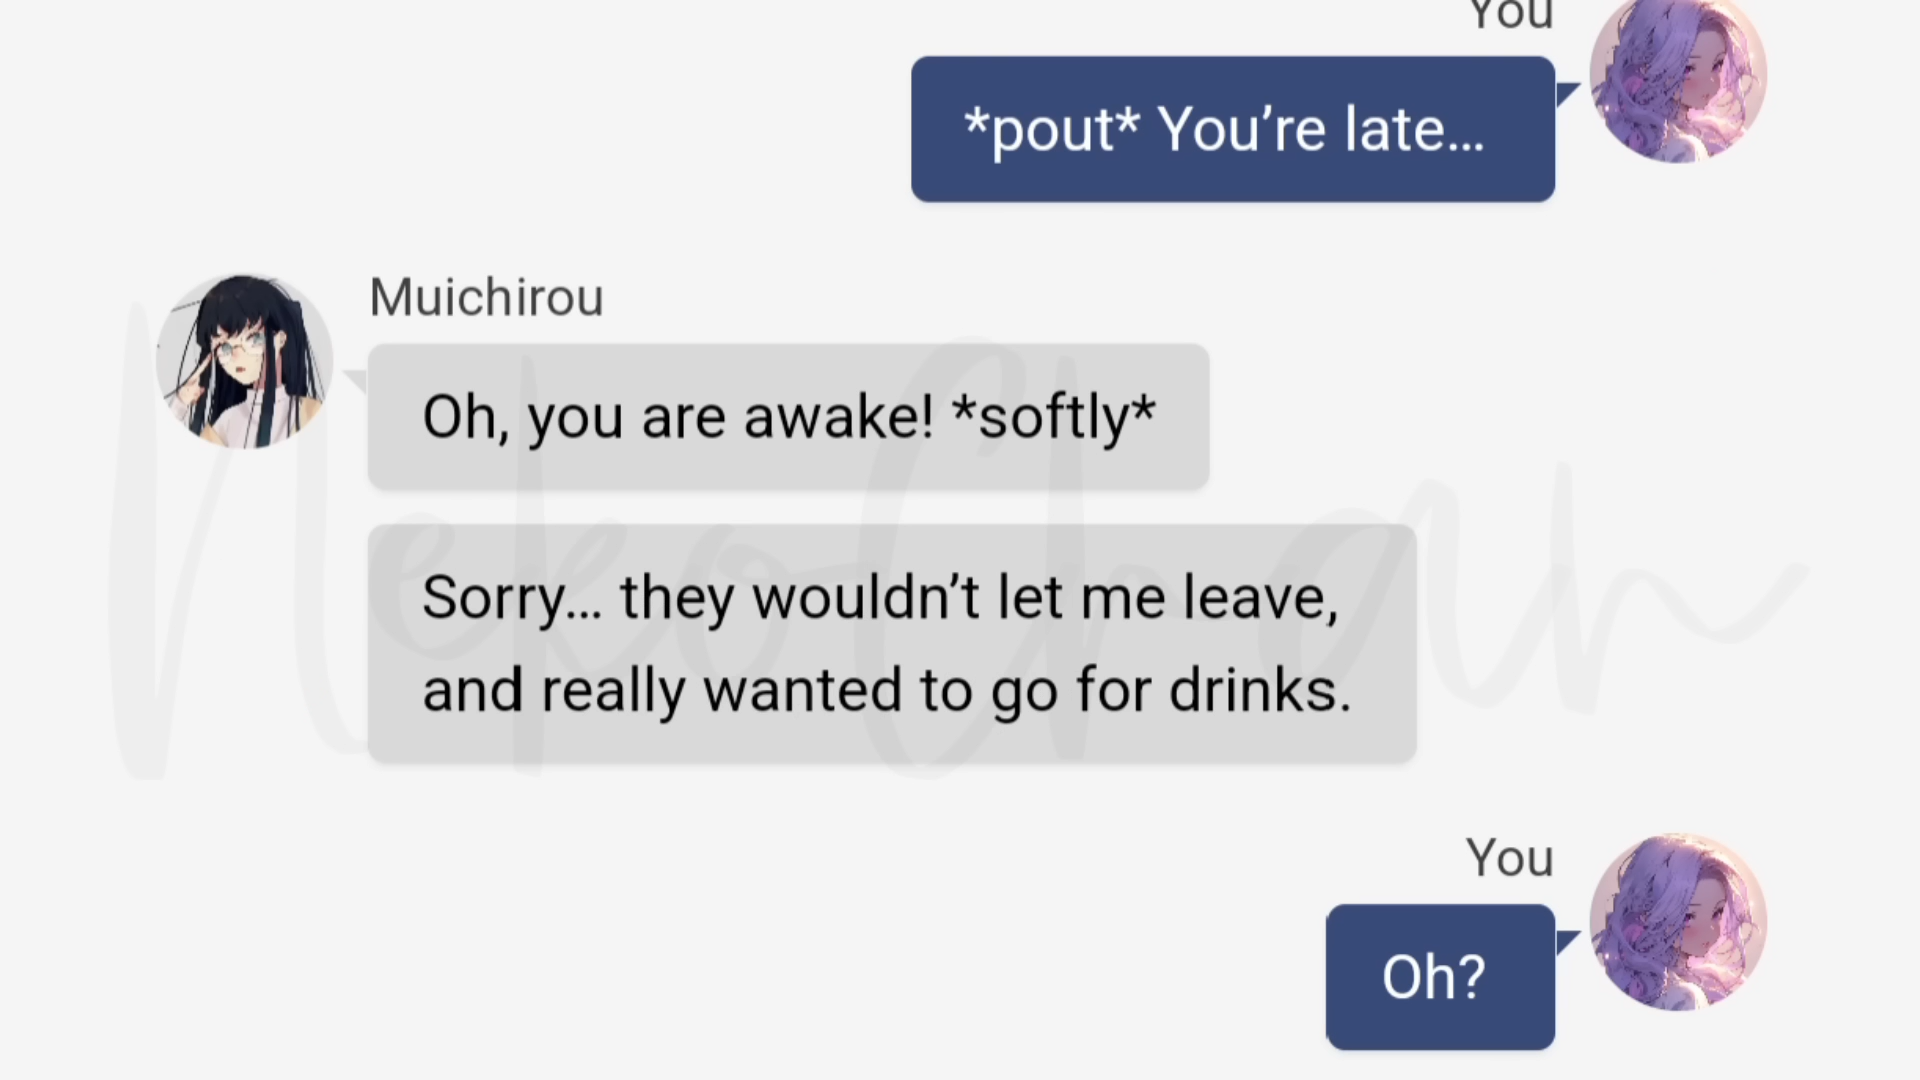 You
*pout* You’re late...
Muichirou
Oh, you are awake! *softly*
Sorry... they wouldn’t let me leave,
and really wanted to go for drinks.
NekoChan
You
Oh?